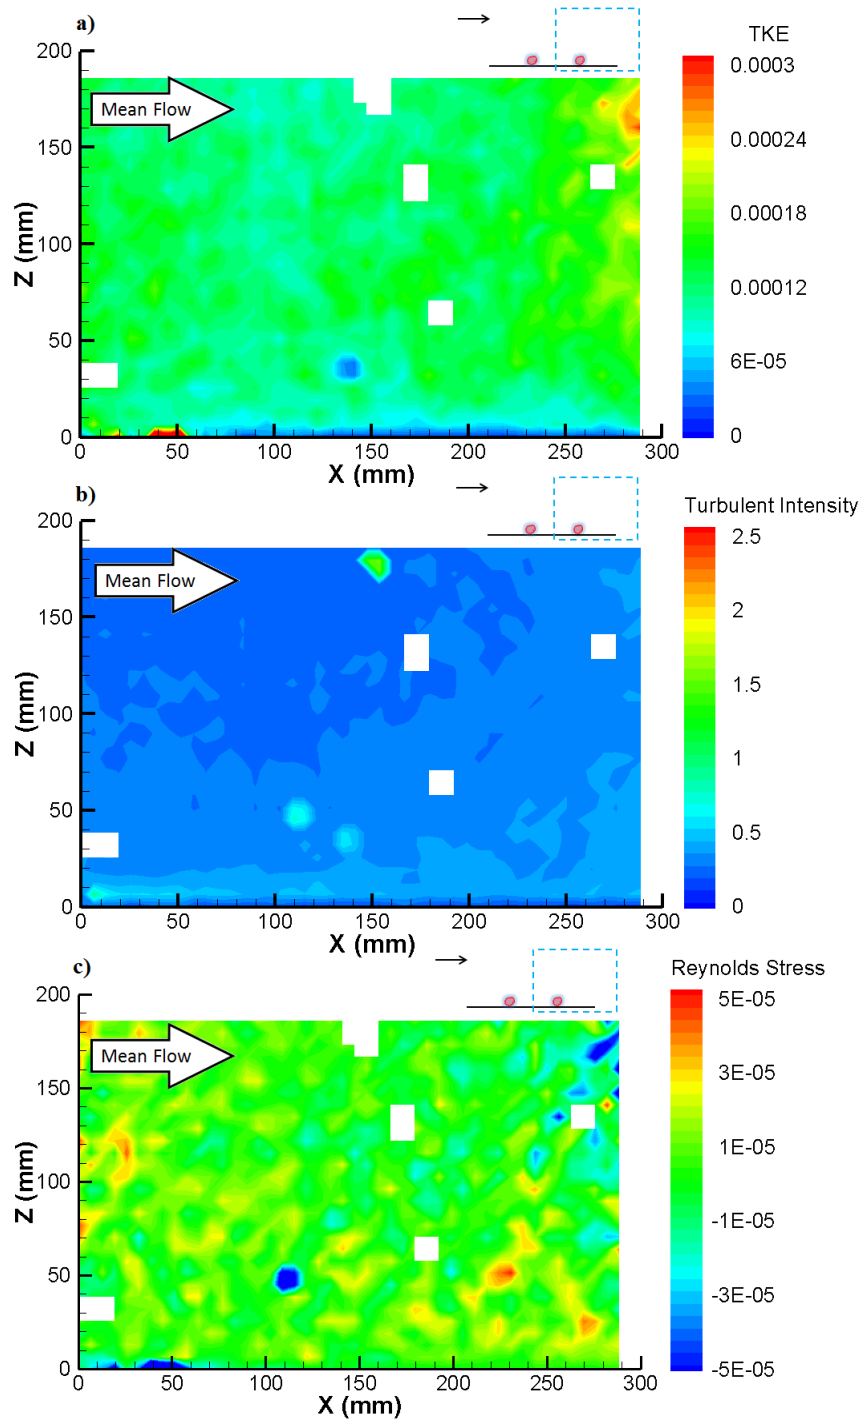 a)
TKE
Mean Flow
Z (mm)
200
150
100
50
0
0 50 100 150 200 250 300
X (mm)
0.0003
0.00024
0.00018
0.00012
6E-05
0
b)
Turbulent Intensity
Mean Flow
Z (mm)
200
150
100
50
0
0 50 100 150 200 250 300
X (mm)
2.5
2
1.5
1
0.5
0
c)
Reynolds Stress
Mean Flow
Z (mm)
200
150
100
50
0
0 50 100 150 200 250 300
X (mm)
5E-05
3E-05
1E-05
-1E-05
-3E-05
-5E-05